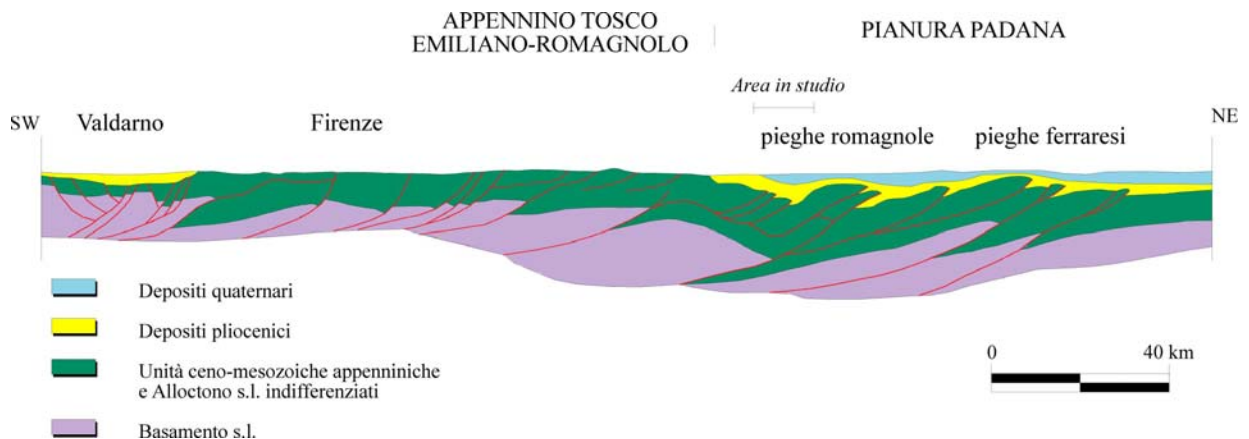 APPENNINO TOSCO
EMILIANO-ROMAGNOLO
PIANURA PADANA
Area in studio
SW
Valdarno
Firenze
pieghe romagnole
pieghe ferraresi
NE
Depositi quaternari
Depositi pliocenici
Unità ceno-mesozoiche appenniniche
e Alloctono s.l. indifferenziati
Basamento s.l.
0
40 km